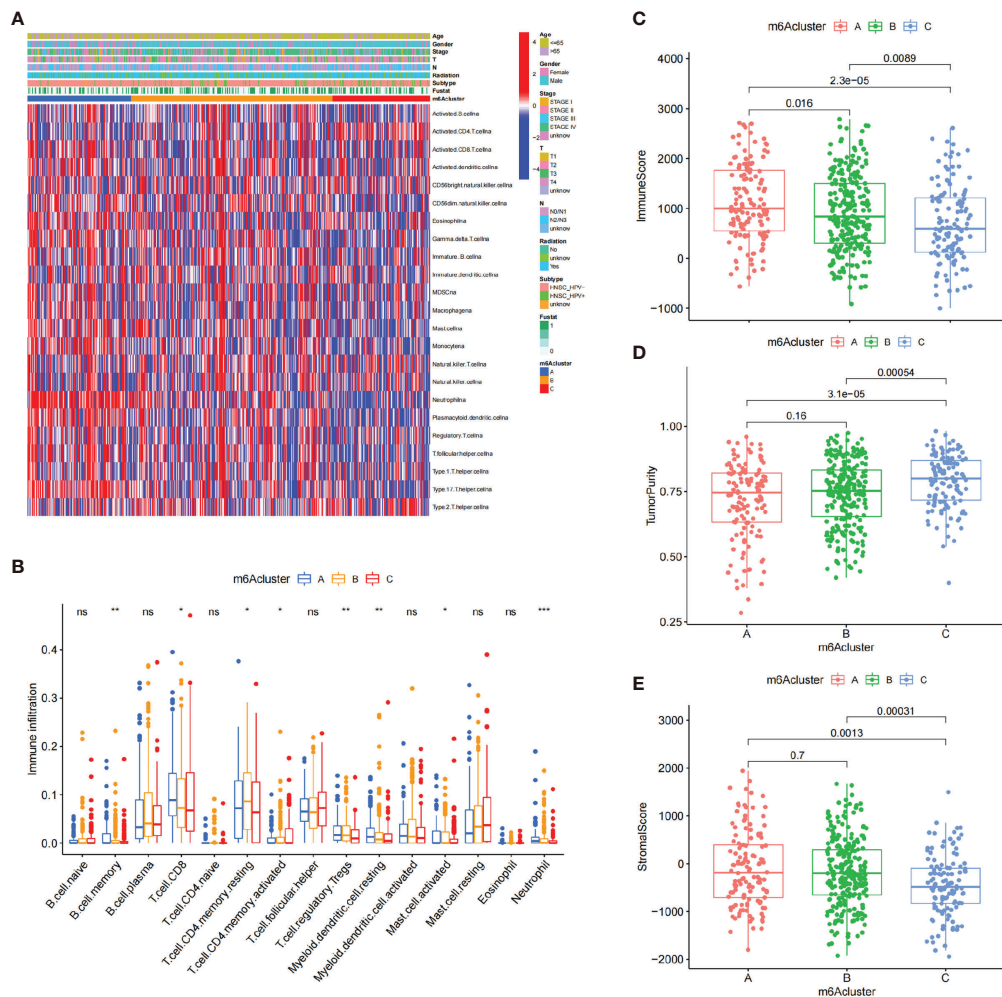 A
Age
Gender
Stage
T
N
Radiation
Subtype
Fustat
m6Acluster
Activated.B.cellna
Activated.CD4.T.cellna
Activated.CD8.T.cellna
Activated.dendritic.cellna
CD56bright.natural.killer.cellna
CD56dim.natural.killer.cellna
Eosinophilna
Gamma.delta.T.cellna
Immature..B.cellna
Immature.dendritic.cellna
MDSCna
Macrophagena
Mast.cellna
Monocytena
Natural.killer.T.cellna
Natural.killer.cellna
Neutrophilna
Plasmacytoid.dendritic.cellna
Regulatory.T.cellna
T.follicular.helper.cellna
Type.1.T.helper.cellna
Type.17.T.helper.cellna
Type.2.T.helper.cellna
4
2
0
−2
−4
Age
<=65
>65
Gender
Female
Male
Stage
STAGE I
STAGE II
STAGE III
STAGE IV
unknow
T
T1
T2
T3
T4
unknow
N
N0/N1
N2/N3
unknow
Radiation
No
unknow
Yes
Subtype
HNSC_HPV−
HNSC_HPV+
unknow
Fustat
1
0
m6Acluster
A
B
C
B
m6Acluster A B C
ns ** ns * ns * * ns ** ** ns * ns ns ***
Immune infiltration
0.4
0.3
0.2
0.1
0.0
B.cell.naive
B.cell.memory
B.cell.plasma
T.cell.CD8
T.cell.CD4.naive
T.cell.CD4.memory.resting
T.cell.CD4.memory.activated
T.cell.follicular.helper
T.cell.regulatory.Tregs
Myeloid.dendritic.cell.resting
Myeloid.dendritic.cell.activated
Mast.cell.activated
Mast.cell.resting
Eosinophil
Neutrophil
C
m6Acluster A B C
0.0089
2.3e−05
0.016
ImmuneScore
4000
3000
2000
1000
0
−1000
D
m6Acluster A B C
0.00054
3.1e−05
0.16
TumorPurity
1.00
0.75
0.50
0.25
A B C
m6Acluster
E
m6Acluster A B C
0.00031
0.0013
0.7
StromalScore
3000
2000
1000
0
−1000
−2000
A B C
m6Acluster